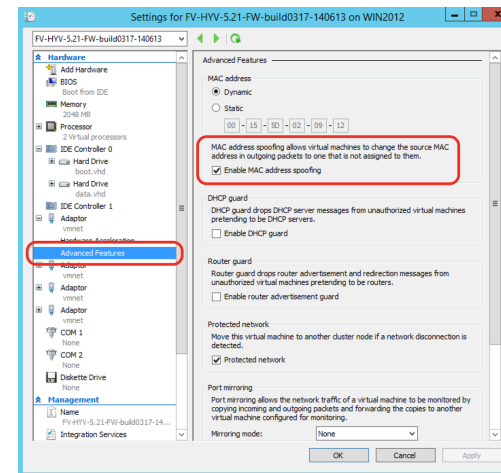 Settings for FV-HYV-5.21-FW-build0317-140613 on WIN2012
FV-HYV-5.21-FW-build0317-140613
Hardware
Add Hardware
BIOS
Boot from IDE
Memory
2048 MB
Processor
2 Virtual processors
IDE Controller 0
Hard Drive
boot.vhd
Hard Drive
data.vhd
IDE Controller 1
Adaptor
vmnet
Hardware Acceleration
Advanced Features
Adaptor
vmnet
Adaptor
vmnet
Adaptor
vmnet
COM 1
None
COM 2
None
Diskette Drive
None
Management
Name
FV-HYV-5.21-FW-build0317-14...
Integration Services
Advanced Features
MAC address
Dynamic
Static
00 - 15 - 5D - 02 - 09 - 12
MAC address spoofing allows virtual machines to change the source MAC
address in outgoing packets to one that is not assigned to them.
Enable MAC address spoofing
DHCP guard
DHCP guard drops DHCP server messages from unauthorized virtual machines
pretending to be DHCP servers.
Enable DHCP guard
Router guard
Router guard drops router advertisement and redirection messages from
unauthorized virtual machines pretending to be routers.
Enable router advertisement guard
Protected network
Move this virtual machine to another cluster node if a network disconnection is
detected.
Protected network
Port mirroring
Port mirroring allows the network traffic of a virtual machine to be monitored by
copying incoming and outgoing packets and forwarding the copies to another
virtual machine configured for monitoring.
Mirroring mode: None
OK Cancel Apply